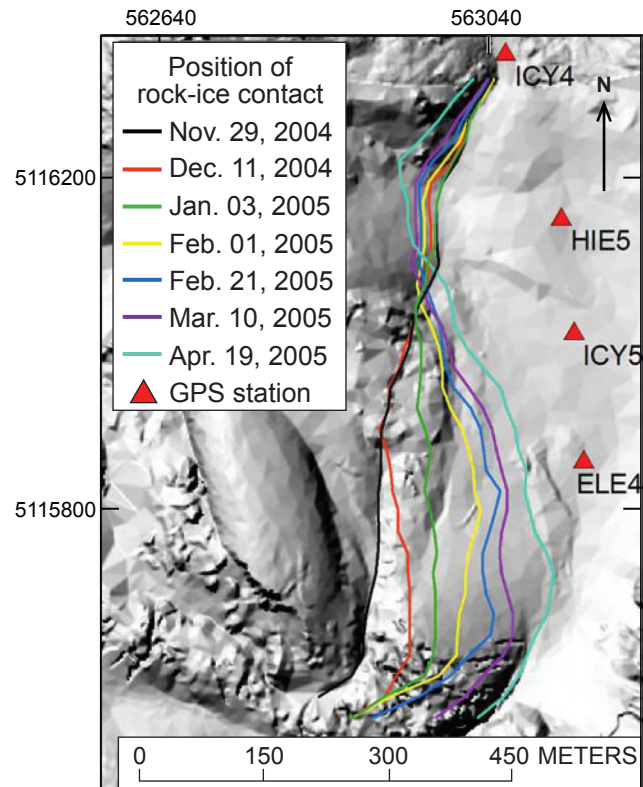 562640 563040
Position of
rock-ice contact
Nov. 29, 2004
Dec. 11, 2004
Jan. 03, 2005
Feb. 01, 2005
Feb. 21, 2005
Mar. 10, 2005
Apr. 19, 2005
GPS station
ICY4
N
5116200
HIE5
ICY5
ELE4
5115800
0 150 300 450 METERS